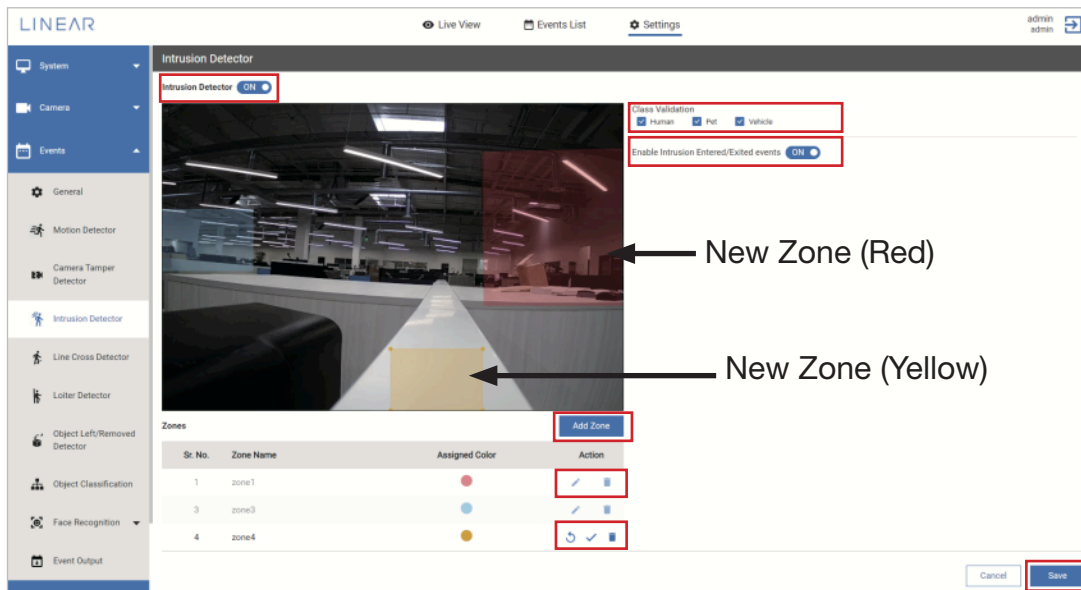 LINEAR
Live View
Events List
Settings
admin
admin
System
Camera
Events
General
Motion Detector
Camera Tamper
Detector
Intrusion Detector
Line Cross Detector
Loiter Detector
Object Left/Removed
Detector
Object Classification
Face Recognition
Event Output
Intrusion Detector
Intrusion Detector ON
Class Validation
Human Pet Vehicle
Enable Intrusion Entered/Exited events ON
New Zone (Red)
New Zone (Yellow)
Zones
Add Zone
Sr. No. Zone Name Assigned Color Action
1 zone1
3 zone3
4 zone4
Cancel
Save